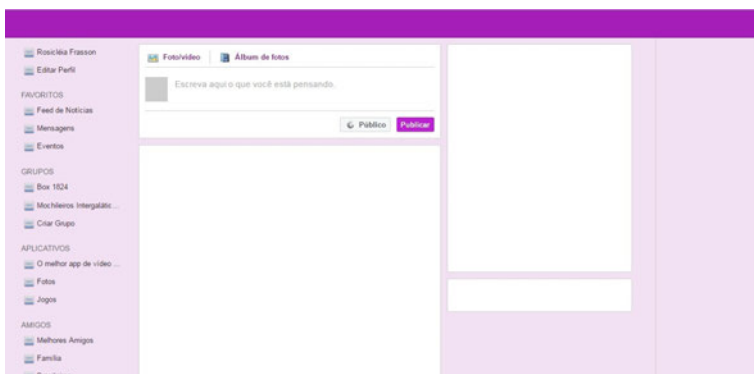 Rosicléia Frasson
Editar Perfil
FAVORITOS
Feed de Notícias
Mensagens
Eventos
GRUPOS
Box 1824
Mochileiros Intergalátic...
Criar Grupo
APLICATIVOS
O melhor app de vídeo ...
Fotos
Jogos
AMIGOS
Melhores Amigos
Família
Foto/vídeo
Álbum de fotos
Escreva aqui o que você está pensando.
Público
Publicar